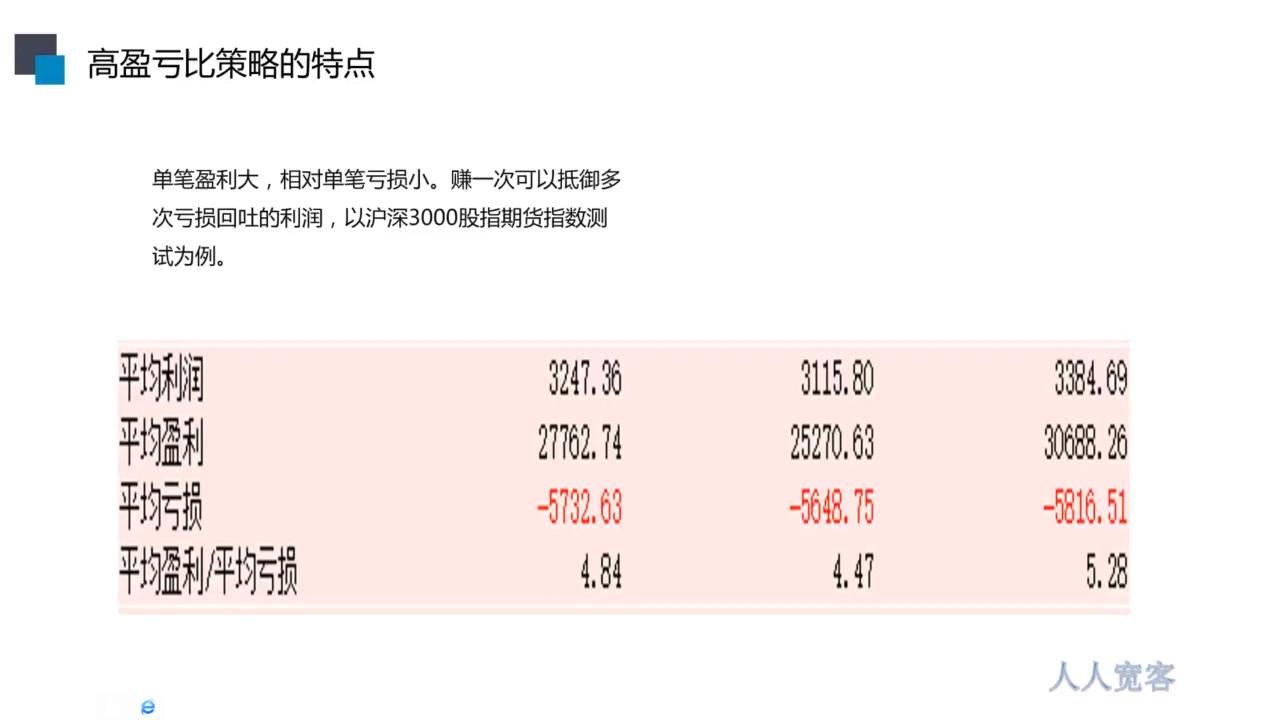 高盈亏比策略的特点
单笔盈利大，相对单笔亏损小。赚一次可以抵御多
次亏损回吐的利润，以沪深3000股指期货指数测
试为例。
平均利润 3247.36 3115.80 3384.69
平均盈利 27762.74 25270.63 30688.26
平均亏损 -5732.63 -5648.75 -5816.51
平均盈利/平均亏损 4.84 4.47 5.28
人人宽客